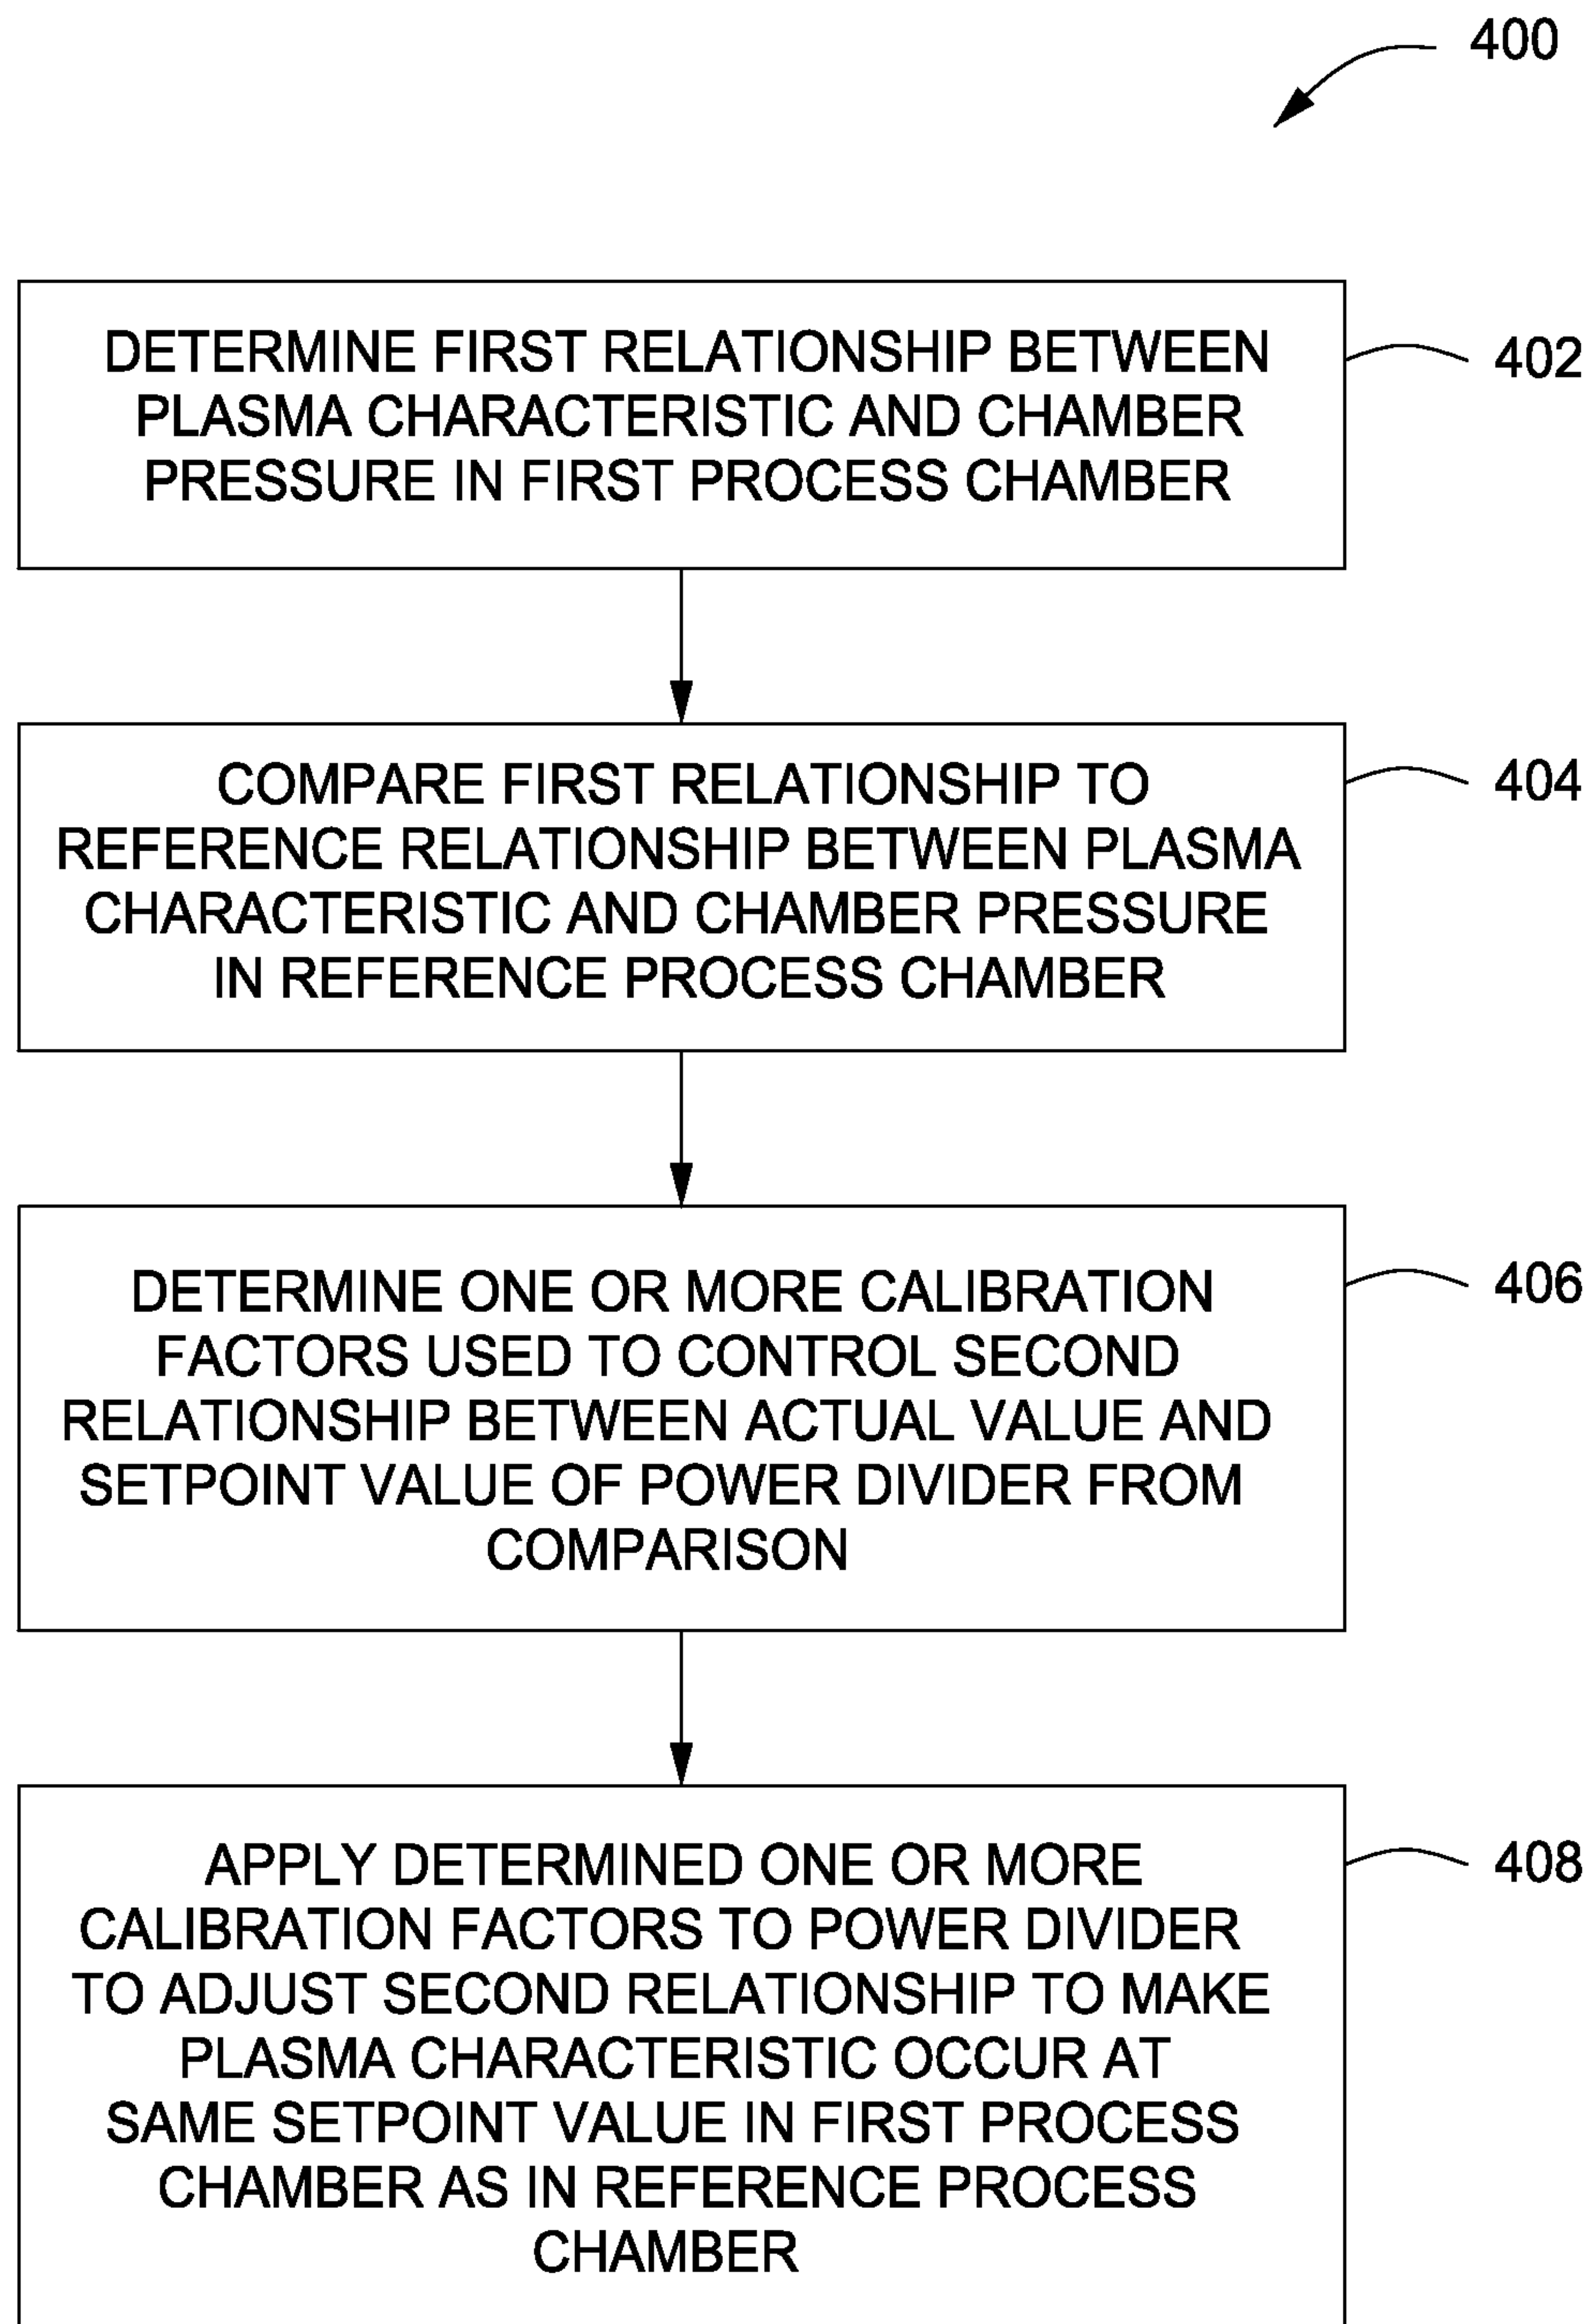 400
DETERMINE FIRST RELATIONSHIP BETWEEN
PLASMA CHARACTERISTIC AND CHAMBER
PRESSURE IN FIRST PROCESS CHAMBER
402
COMPARE FIRST RELATIONSHIP TO
REFERENCE RELATIONSHIP BETWEEN PLASMA
CHARACTERISTIC AND CHAMBER PRESSURE
IN REFERENCE PROCESS CHAMBER
404
DETERMINE ONE OR MORE CALIBRATION
FACTORS USED TO CONTROL SECOND
RELATIONSHIP BETWEEN ACTUAL VALUE AND
SETPOINT VALUE OF POWER DIVIDER FROM
COMPARISON
406
APPLY DETERMINED ONE OR MORE
CALIBRATION FACTORS TO POWER DIVIDER
TO ADJUST SECOND RELATIONSHIP TO MAKE
PLASMA CHARACTERISTIC OCCUR AT
SAME SETPOINT VALUE IN FIRST PROCESS
CHAMBER AS IN REFERENCE PROCESS
CHAMBER
408